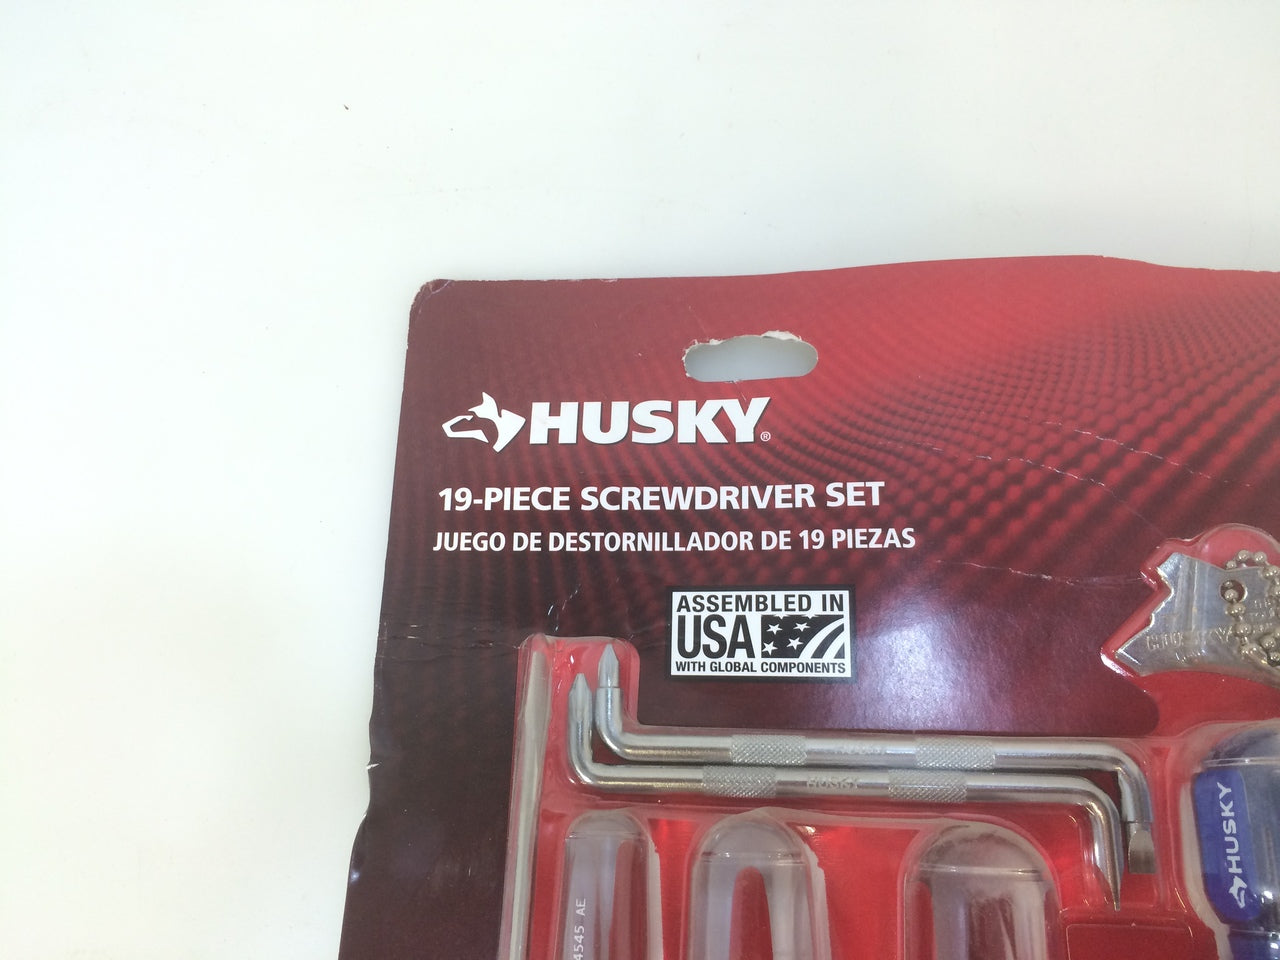 HUSKY®
19-PIECE SCREWDRIVER SET
JUEGO DE DESTORNILLADOR DE 19 PIEZAS
ASSEMBLED IN
USA
WITH GLOBAL COMPONENTS
HUSKY
HUSKY
HUSKY
4545 AE